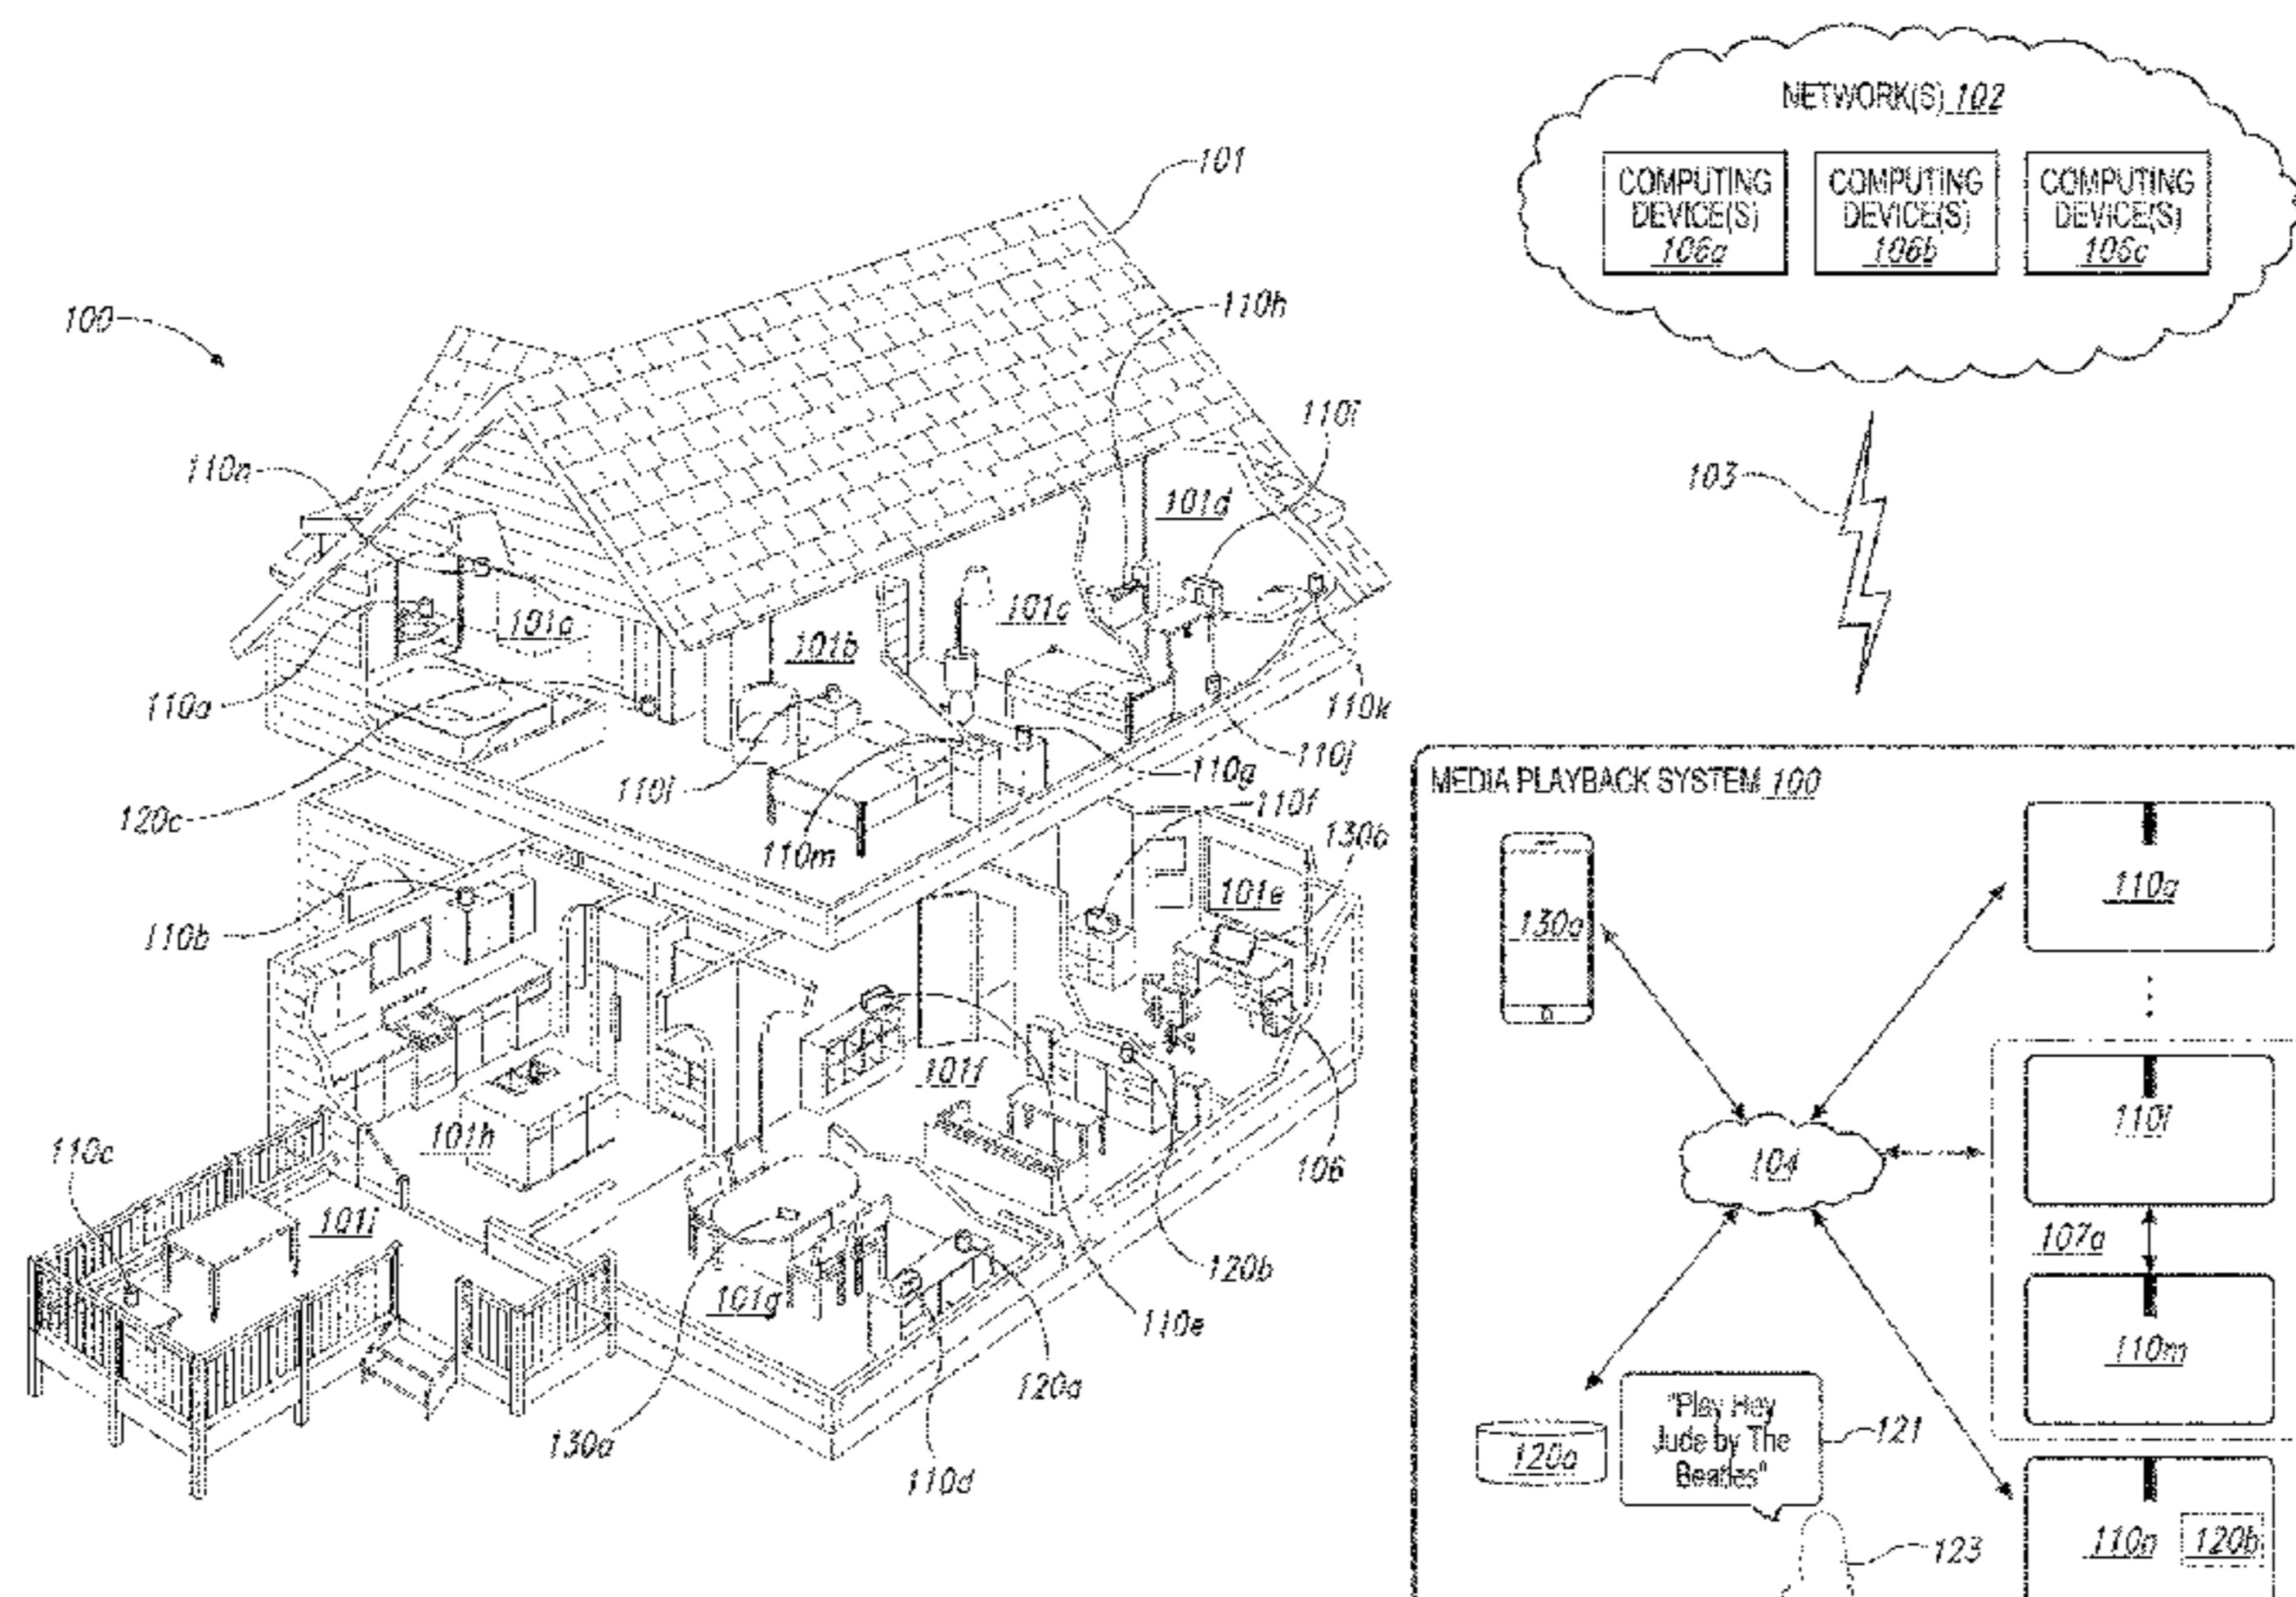 101
100
110h
110i
110n
101d
101a
101b
101c
110a
110k
110j
110l
110g
110f
120c
110m
130b
101e
110b
101f
101h
110c
101i
106
120b
101g
110e
120a
130a
110d
NETWORK(S) 102
COMPUTING
DEVICE(S)
106a
COMPUTING
DEVICE(S)
106b
COMPUTING
DEVICE(S)
106c
103
MEDIA PLAYBACK SYSTEM 100
130a
110a
110l
104
107a
110m
"Play Hey
Jude by The
Beatles"
121
120a
110n
120b
123